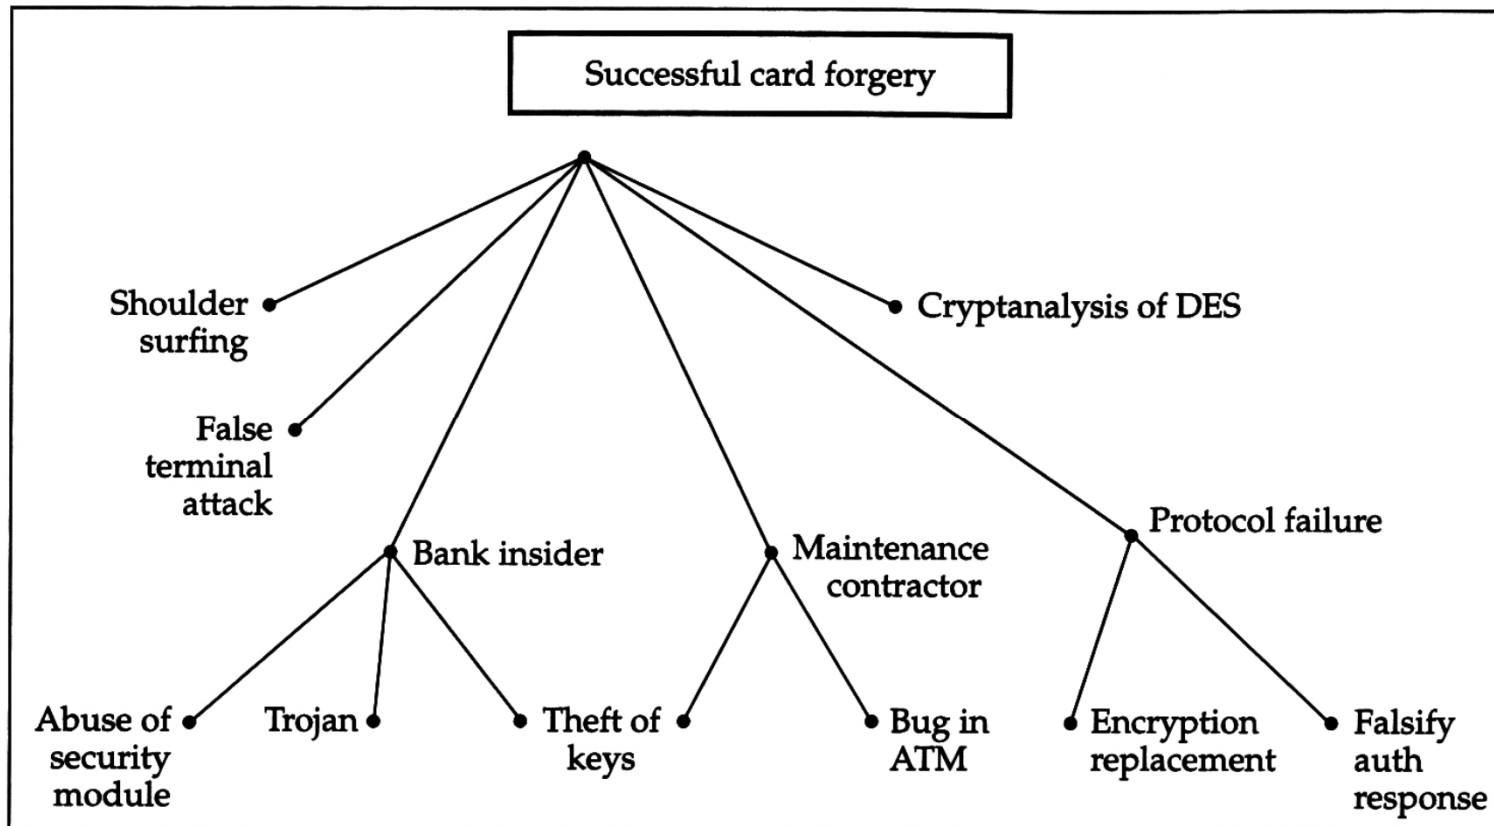 Successful card forgery
Shoulder
surfing
Cryptanalysis of DES
False
terminal
attack
Bank insider
Maintenance
contractor
Protocol failure
Abuse of
security
module
Trojan
Theft of
keys
Bug in
ATM
Encryption
replacement
Falsify
auth
response